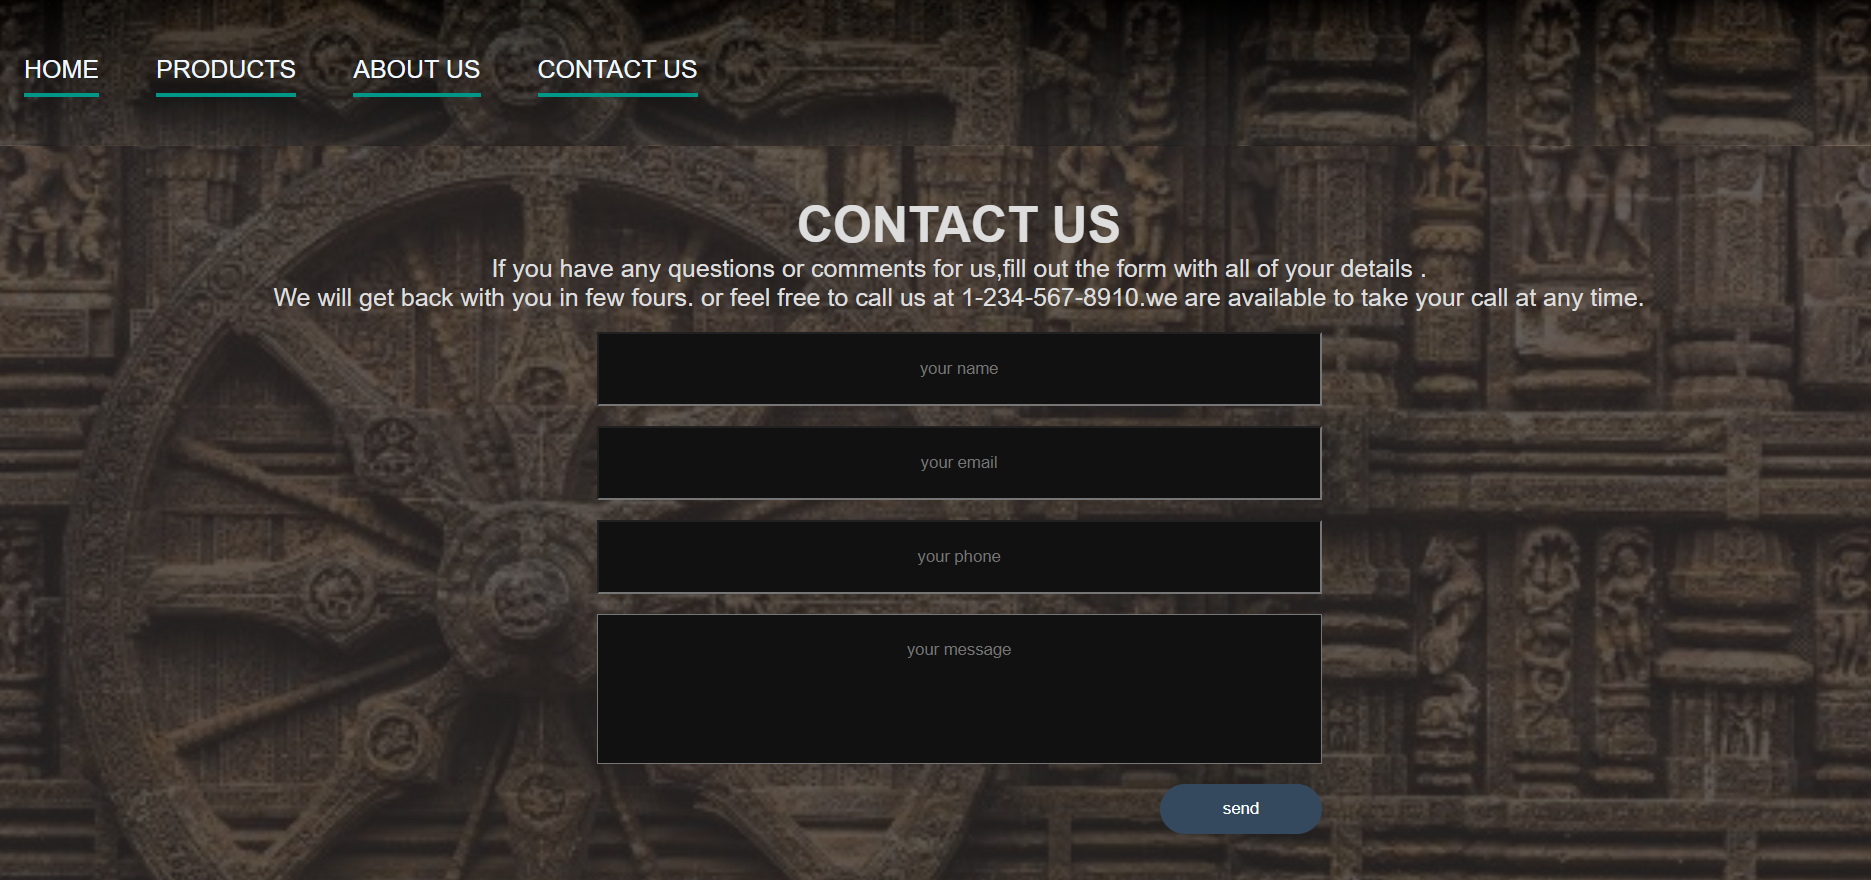 HOME PRODUCTS ABOUT US CONTACT US
CONTACT US
If you have any questions or comments for us,fill out the form with all of your details .
We will get back with you in few fours. or feel free to call us at 1-234-567-8910.we are available to take your call at any time.
your name
your email
your phone
your message
send